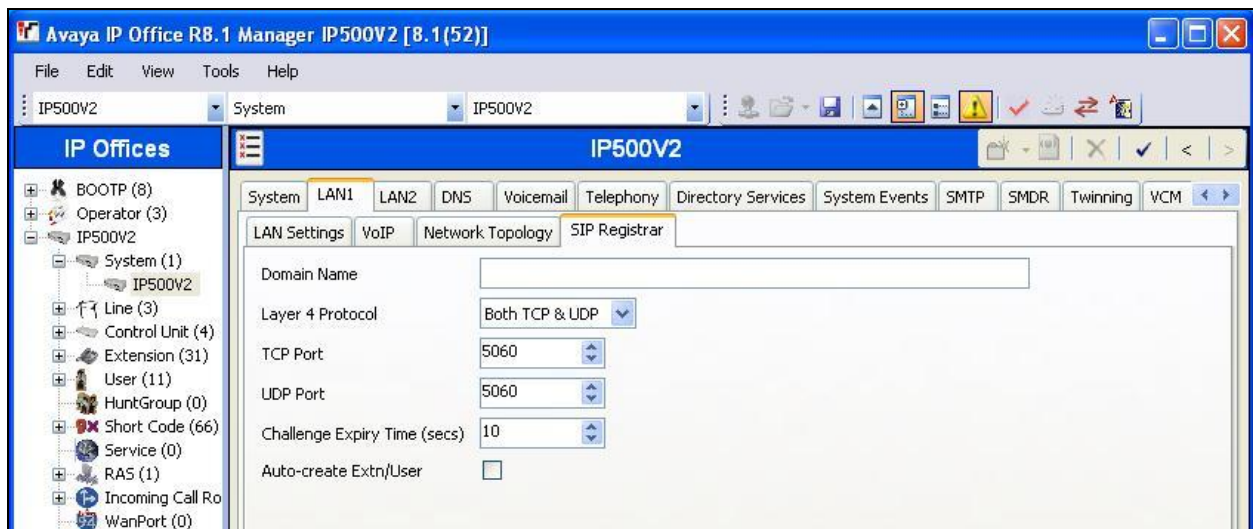 Avaya IP Office R8.1 Manager IP500V2 [8.1(52)]
File Edit View Tools Help
IP500V2 System IP500V2
IP Offices
IP500V2
BOOTP (8)
Operator (3)
IP500V2
System (1)
IP500V2
Line (3)
Control Unit (4)
Extension (31)
User (11)
HuntGroup (0)
Short Code (66)
Service (0)
RAS (1)
Incoming Call Ro
WanPort (0)
System LAN1 LAN2 DNS Voicemail Telephony Directory Services System Events SMTP SMDR Twinning VCM
LAN Settings VoIP Network Topology SIP Registrar
Domain Name
Layer 4 Protocol Both TCP & UDP
TCP Port 5060
UDP Port 5060
Challenge Expiry Time (secs) 10
Auto-create Extn/User